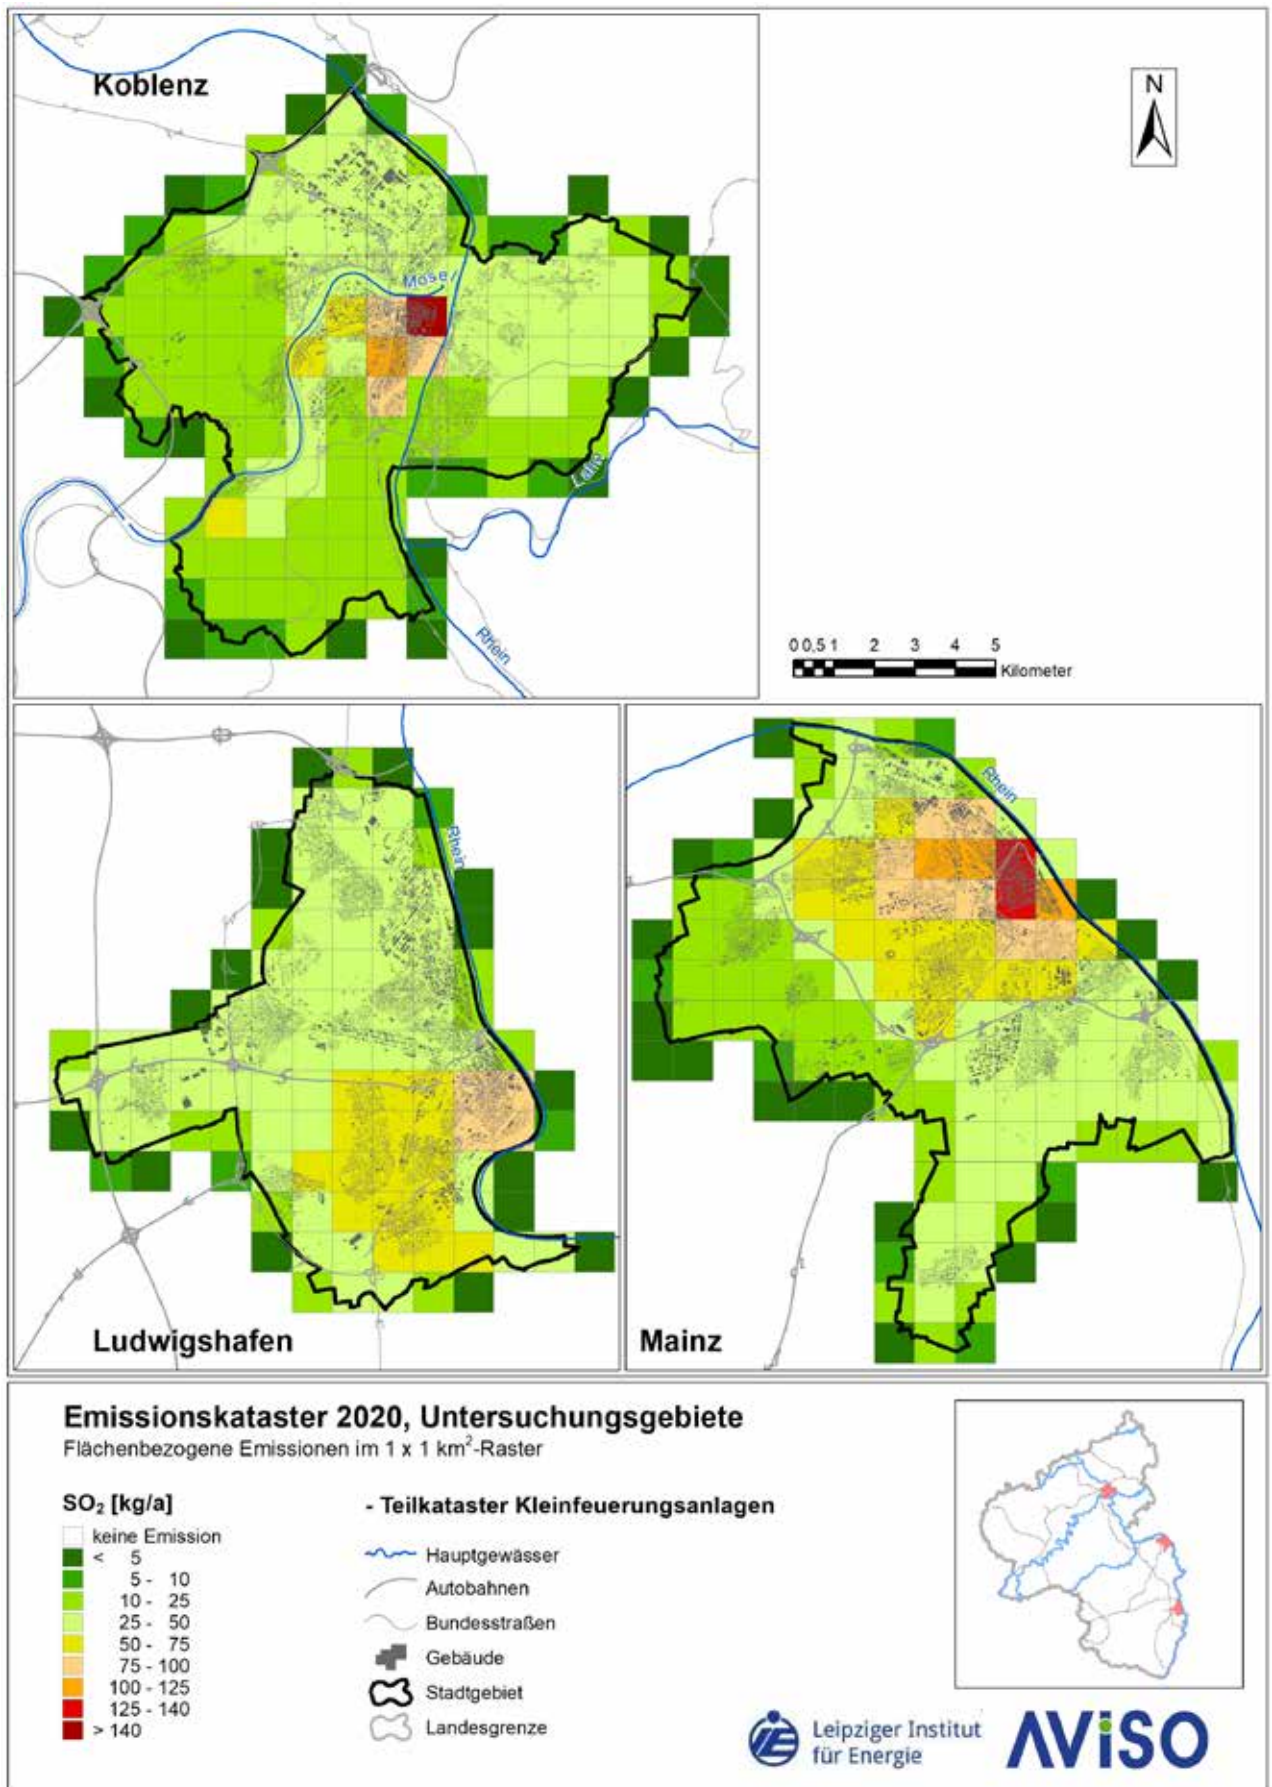 Koblenz
N
Mosel
Lahn
Rhein
0 0,5 1 2 3 4 5
Kilometer
Rhein
Ludwigshafen
Rhein
Mainz
Emissionskataster 2020, Untersuchungsgebiete
Flächenbezogene Emissionen im 1 x 1 km²-Raster
SO₂ [kg/a]
keine Emission
< 5
5 - 10
10 - 25
25 - 50
50 - 75
75 - 100
100 - 125
125 - 140
> 140
- Teilkataster Kleinfeuerungsanlagen
Hauptgewässer
Autobahnen
Bundesstraßen
Gebäude
Stadtgebiet
Landesgrenze
Leipziger Institut
für Energie
AViSO